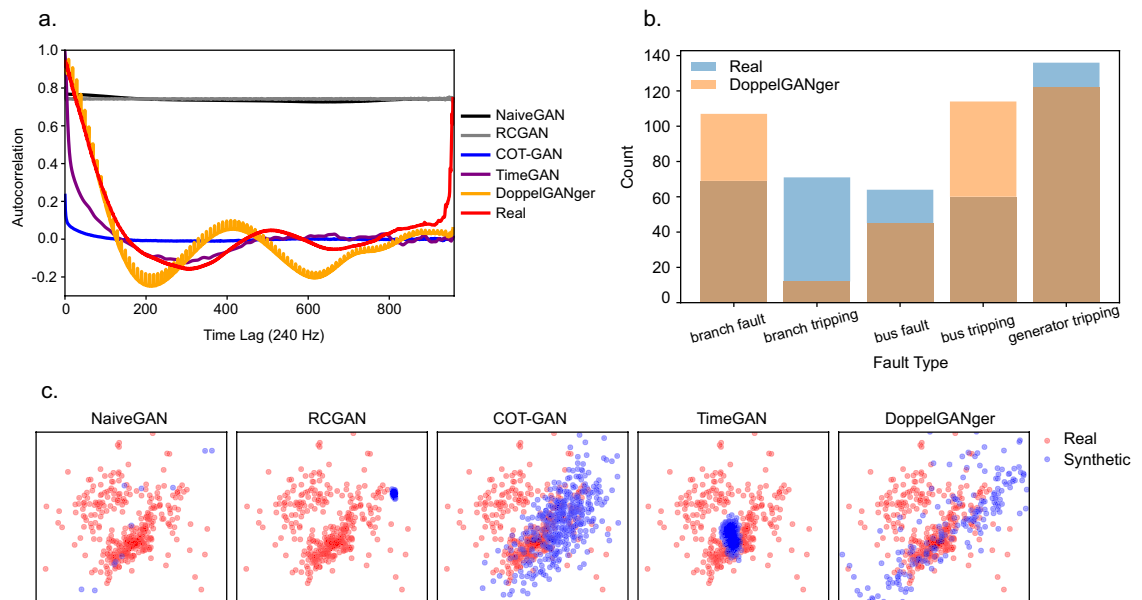 a.
1.0
0.8
0.6
0.4
0.2
0.0
-0.2
Autocorrelation
0 200 400 600 800
Time Lag (240 Hz)
NaiveGAN
RCGAN
COT-GAN
TimeGAN
DoppelGANger
Real
b.
140
120
100
80
60
40
20
0
Count
Real
DoppelGANger
branch fault branch tripping bus fault bus tripping generator tripping
Fault Type
c.
NaiveGAN RCGAN COT-GAN TimeGAN DoppelGANger
Real
Synthetic